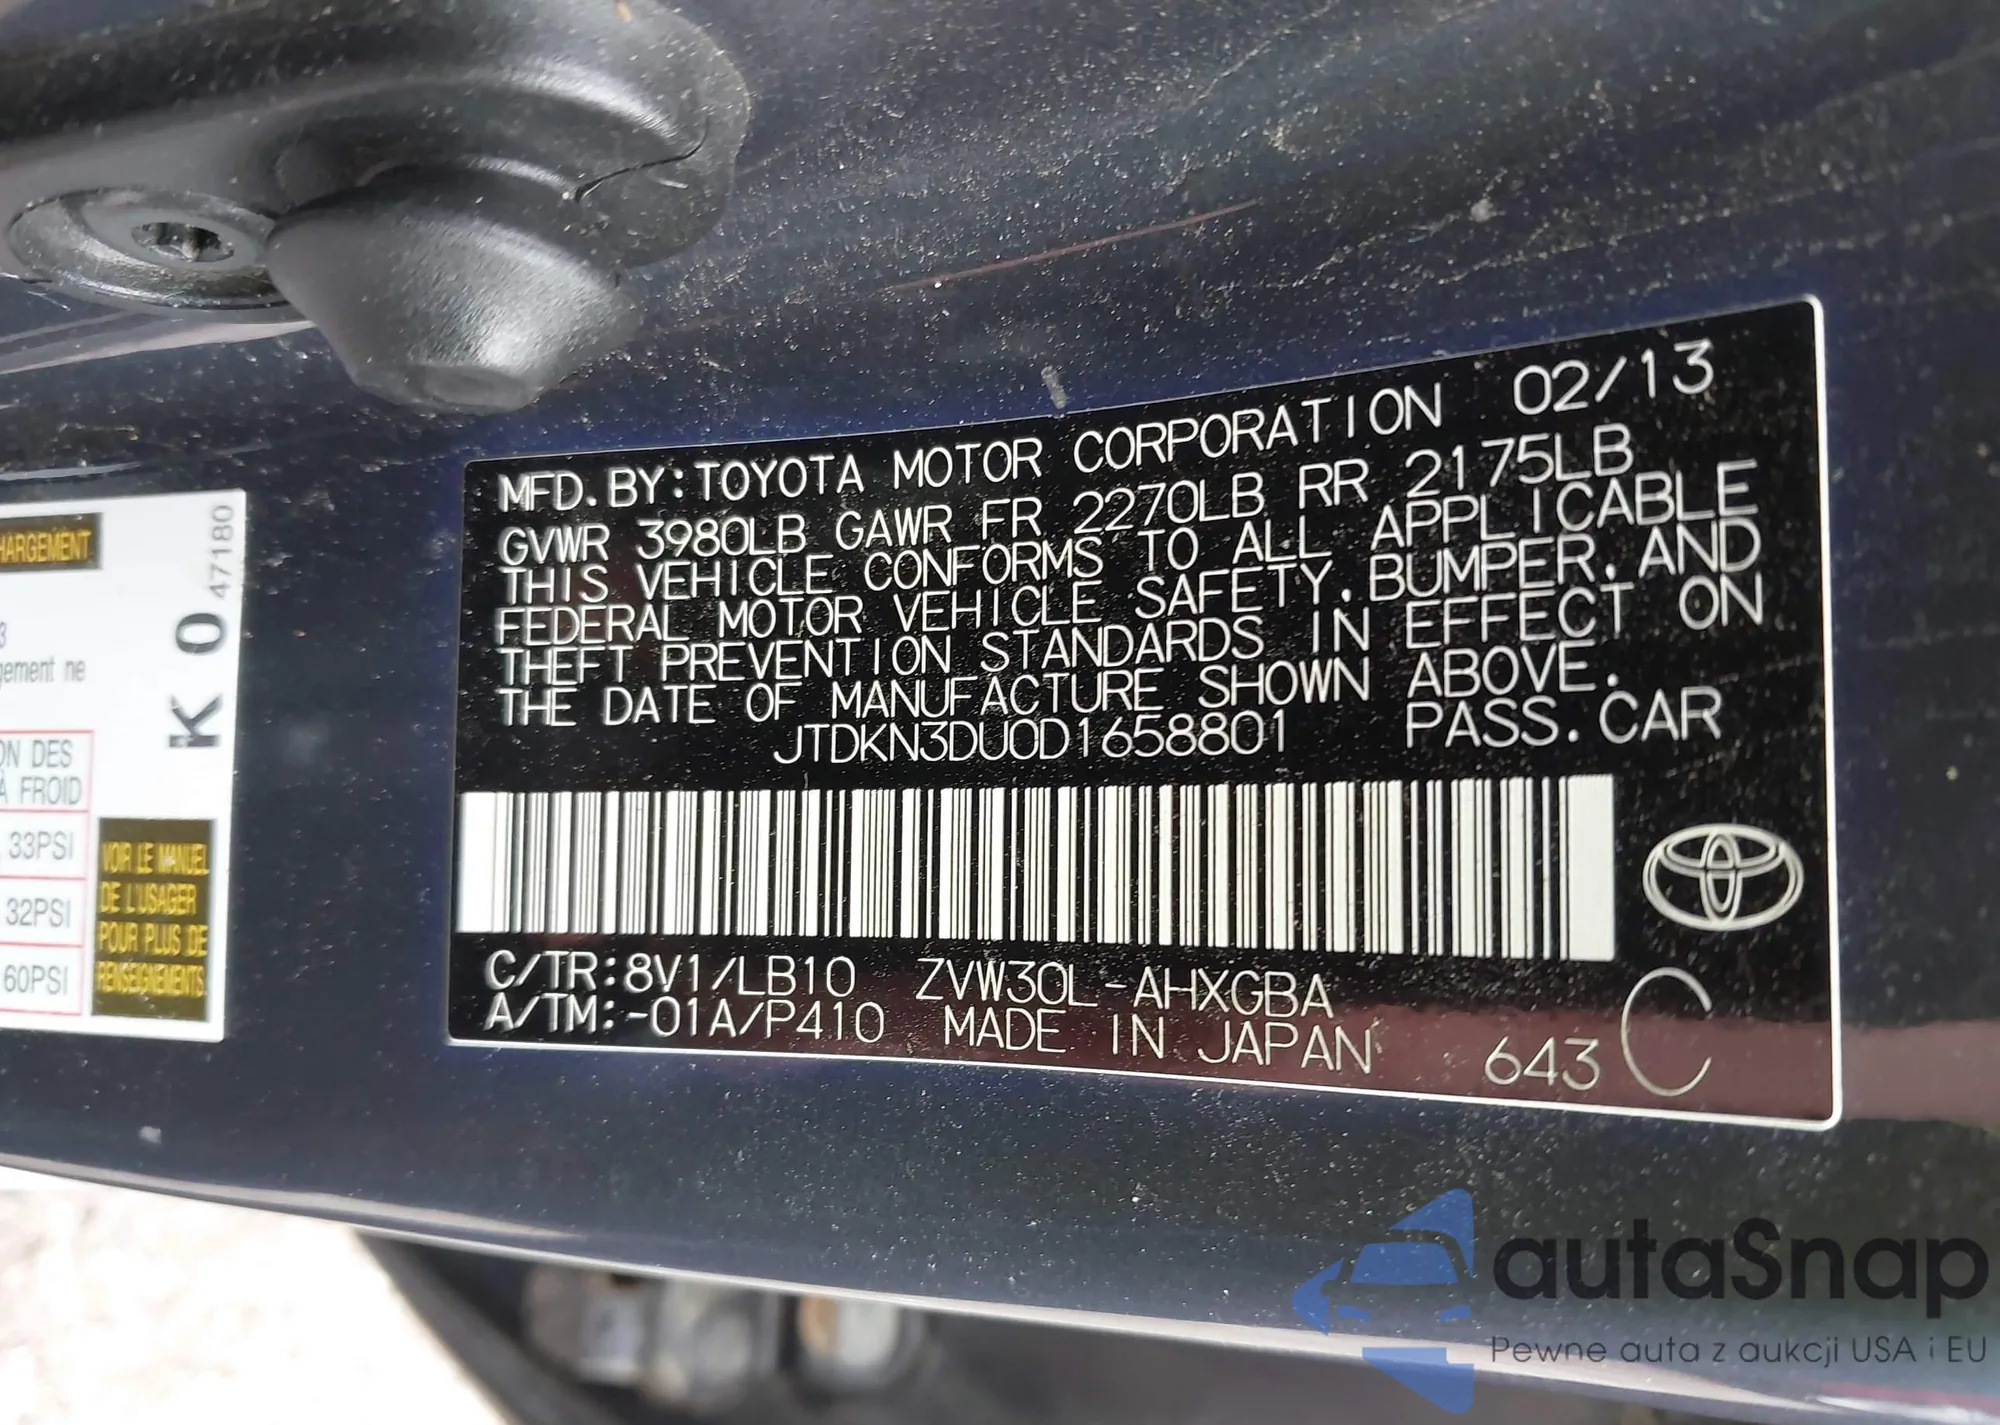 MFD.BY:TOYOTA MOTOR CORPORATION 02/13
GVWR 3980LB GAWR FR 2270LB RR 2175LB
THIS VEHICLE CONFORMS TO ALL APPLICABLE
FEDERAL MOTOR VEHICLE SAFETY,BUMPER,AND
THEFT PREVENTION STANDARDS IN EFFECT ON
THE DATE OF MANUFACTURE SHOWN ABOVE.
JTDKN3DU0D1658801 PASS.CAR
C/TR:8V1/LB10 ZVW30L-AHXGBA
A/TM:-01A/P410 MADE IN JAPAN 643 C
HARGEMENT
3
gement ne
ON DES
À FROID
33PSI
32PSI
60PSI
VOIR LE MANUEL
DE L'USAGER
POUR PLUS DE
RENSEIGNEMENTS
K 0 47180
autaSnap
Pewne auta z aukcji USA i EU